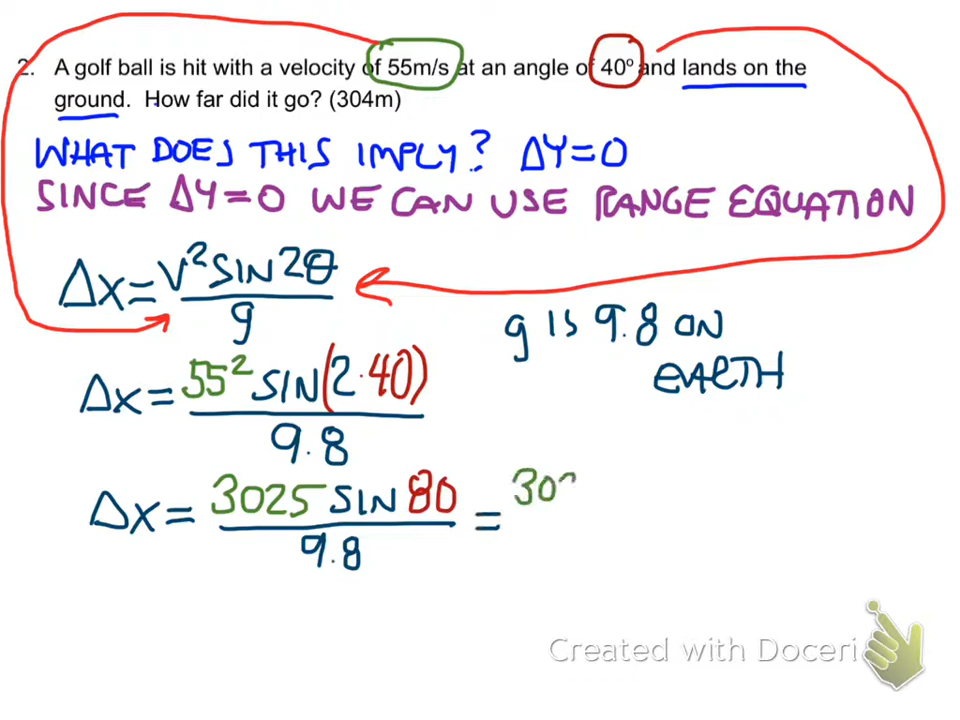 2. A golf ball is hit with a velocity of 55m/s at an angle of 40° and lands on the
ground. How far did it go? (304m)
WHAT DOES THIS IMPLY? ΔY=0
SINCE ΔY=0 WE CAN USE RANGE EQUATION
Δx=V²SIN2θ/g
g IS 9.8 ON
EARTH
Δx=55²SIN(2·40)/9.8
Δx=3025 SIN 80/9.8=30
Created with Doceri